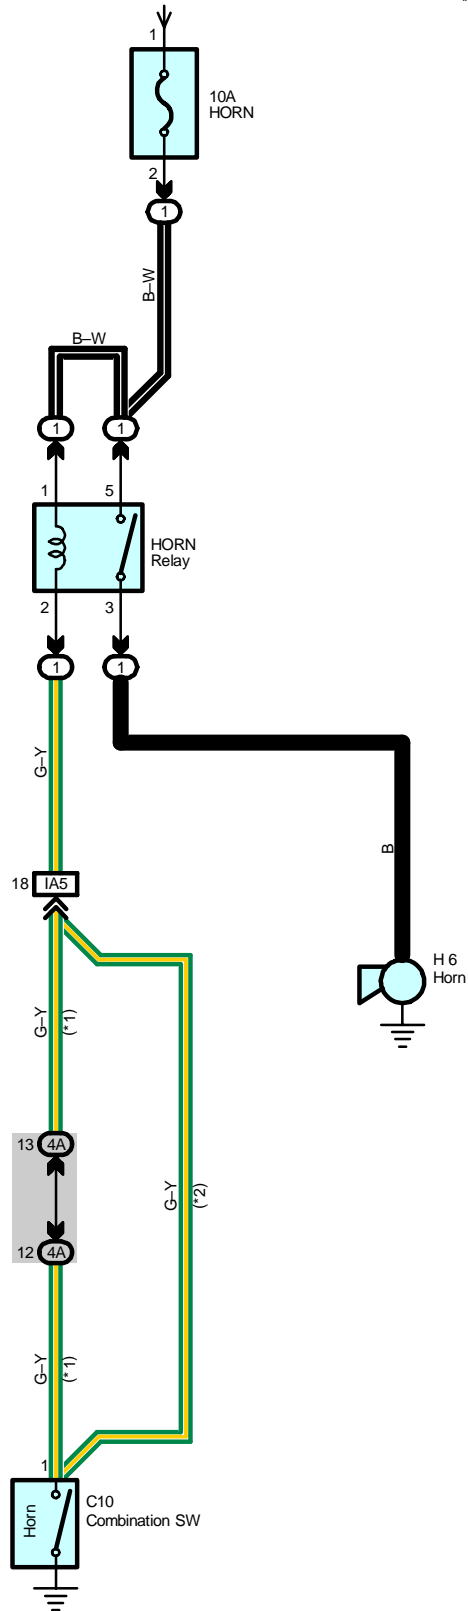 1
10A
HORN
2
1
B–W
B–W
1
1
1
5
HORN
Relay
2
3
1
1
G–Y
B
18
IA5
H 6
Horn
G–Y
(*1)
13
4A
G–Y
(*2)
12
4A
G–Y
(*1)
1
Horn
C10
Combination SW